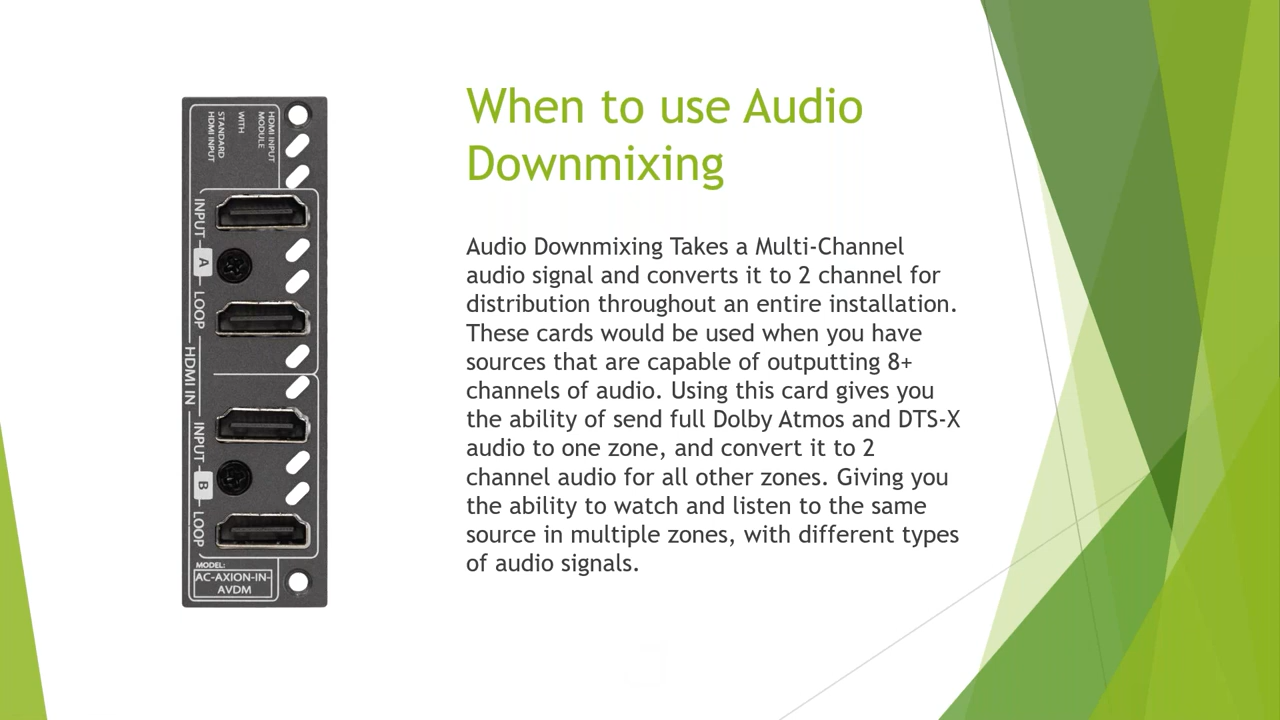 When to use Audio
Downmixing
Audio Downmixing Takes a Multi-Channel
audio signal and converts it to 2 channel for
distribution throughout an entire installation.
These cards would be used when you have
sources that are capable of outputting 8+
channels of audio. Using this card gives you
the ability of send full Dolby Atmos and DTS-X
audio to one zone, and convert it to 2
channel audio for all other zones. Giving you
the ability to watch and listen to the same
source in multiple zones, with different types
of audio signals.
HDMI INPUT
MODULE
WITH
STANDARD
HDMI INPUT
INPUT
A
LOOP
HDMI IN
INPUT
B
LOOP
MODEL:
AC-AXION-IN-
AVDM